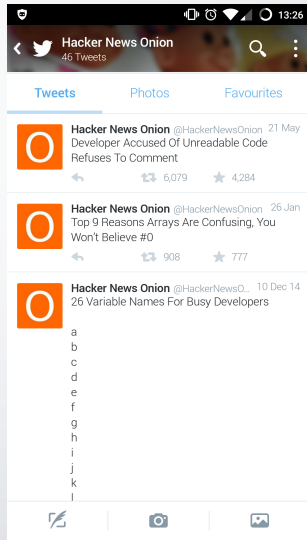 13:26
Hacker News Onion
46 Tweets
Tweets Photos Favourites
Hacker News Onion @HackerNewsOnion 21 May
Developer Accused Of Unreadable Code
Refuses To Comment
6,079 4,284
Hacker News Onion @HackerNewsOnion 26 Jan
Top 9 Reasons Arrays Are Confusing, You
Won't Believe #0
908 777
Hacker News Onion @HackerNewsO... 10 Dec 14
26 Variable Names For Busy Developers
a
b
c
d
e
f
g
h
i
j
k
l